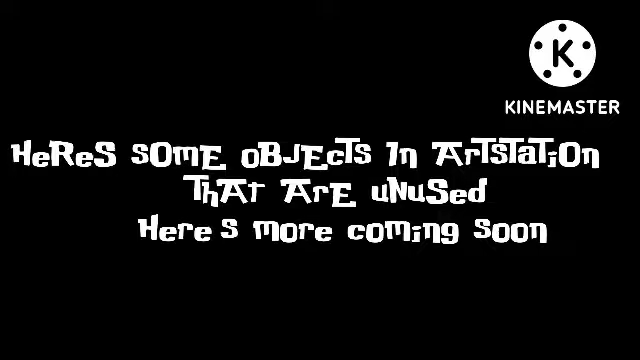 K
KINEMASTER
HeReS sOmE oBJEcts In ArtstatiOn
thAt ArE uNuSed
Here's more coming soon